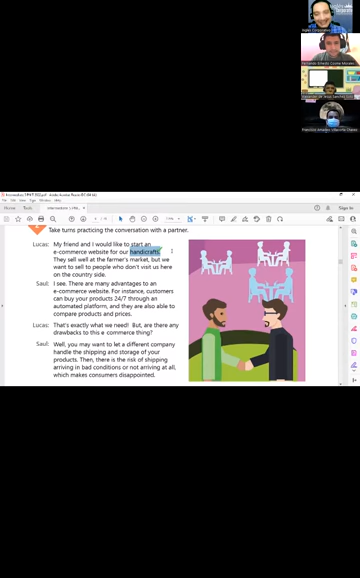 Take turns practicing the conversation with a partner.
Lucas: My friend and I would like to start an
e-commerce website for our handicrafts.
They sell well at the farmer's market, but we
want to sell to people who don't visit us here
on the country side.
Saul: I see. There are many advantages to an
e-commerce website. For instance, customers
can buy your products 24/7 through an
automated platform, and they are also able to
compare products and prices.
Lucas: That's exactly what we need! But, are there any
drawbacks to this e commerce thing?
Saul: Well, you may want to let a different company
handle the shipping and storage of your
products. Then, there is the risk of shipping
arriving in bad conditions or not arriving at all,
which makes consumers disappointed.